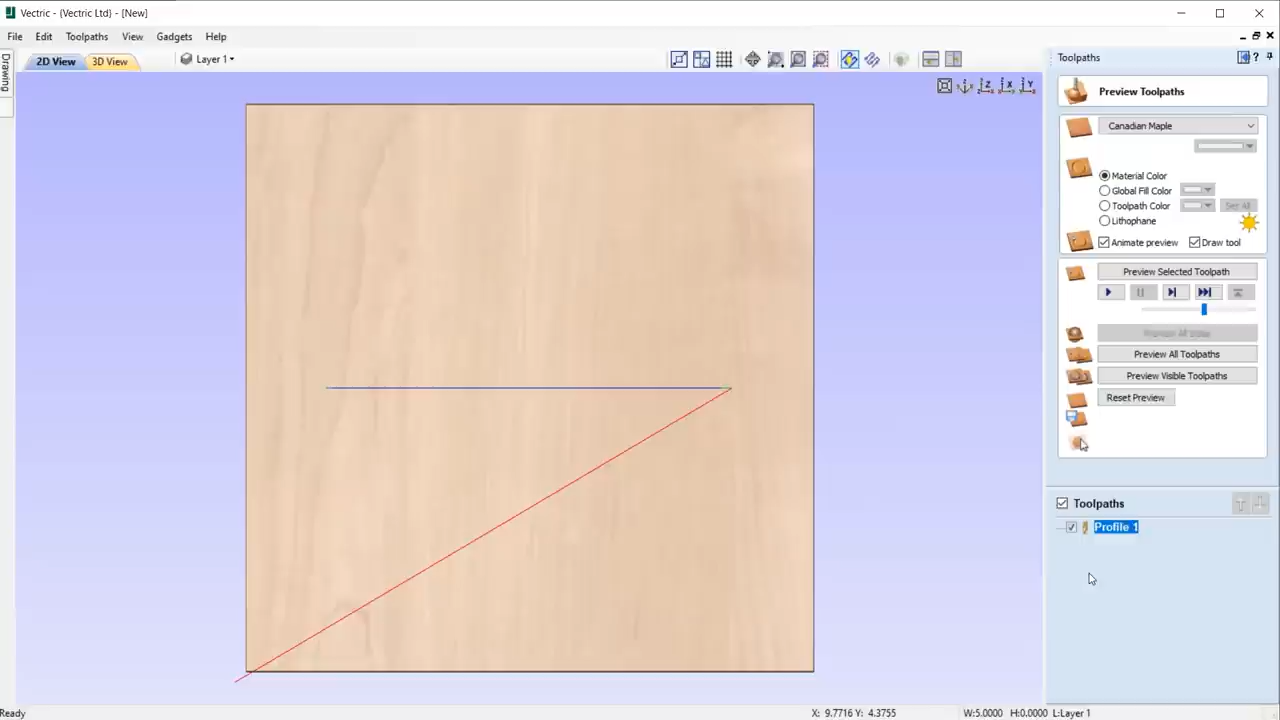 Vectric - {Vectric Ltd} - [New]
File Edit Toolpaths View Gadgets Help
Drawing
2D View 3D View Layer 1
Z X Y
Toolpaths
Preview Toolpaths
Canadian Maple
Material Color
Global Fill Color
Toolpath Color Set All
Lithophane
Animate preview Draw tool
Preview Selected Toolpath
Preview All Sides
Preview All Toolpaths
Preview Visible Toolpaths
Reset Preview
Toolpaths
Profile 1
Ready X: 9.7716 Y: 4.3755 W:5.0000 H:0.0000 L:Layer 1